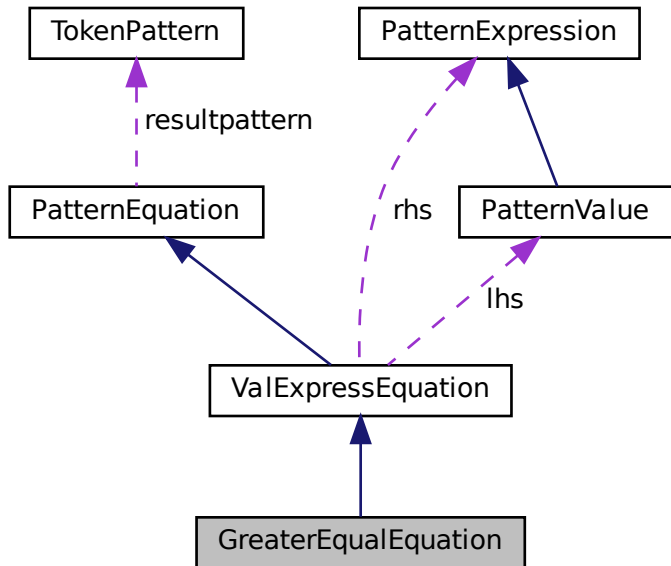 TokenPattern
PatternExpression
resultpattern
PatternEquation
rhs
PatternValue
lhs
ValExpressEquation
GreaterEqualEquation